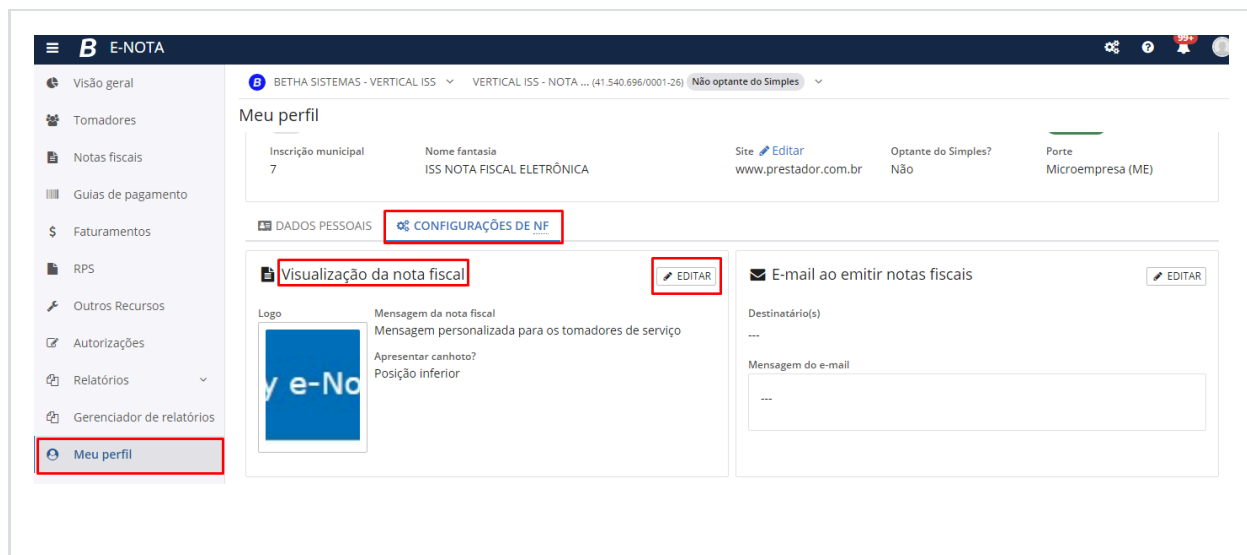 B E-NOTA
99+
Visão geral
B BETHA SISTEMAS - VERTICAL ISS VERTICAL ISS - NOTA ... (41.540.696/0001-26) Não optante do Simples
Meu perfil
Tomadores
Notas fiscais
Guias de pagamento
Faturamentos
RPS
Outros Recursos
Autorizações
Relatórios
Gerenciador de relatórios
Meu perfil
Inscrição municipal Nome fantasia Site Editar Optante do Simples? Porte
7 ISS NOTA FISCAL ELETRÔNICA www.prestador.com.br Não Microempresa (ME)
DADOS PESSOAIS CONFIGURAÇÕES DE NF
Visualização da nota fiscal EDITAR
Logo
y e-No
Mensagem da nota fiscal
Mensagem personalizada para os tomadores de serviço
Apresentar canhoto?
Posição inferior
E-mail ao emitir notas fiscais EDITAR
Destinatário(s)
---
Mensagem do e-mail
---